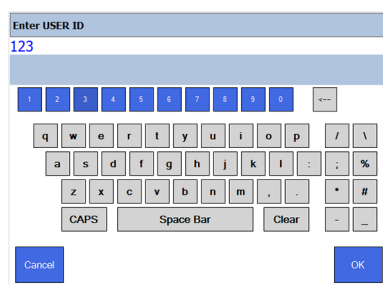 Enter USER ID
123
1 2 3 4 5 6 7 8 9 0 <--
q w e r t y u i o p / \
a s d f g h j k l : ; %
z x c v b n m , . * #
CAPS Space Bar Clear - _
Cancel OK